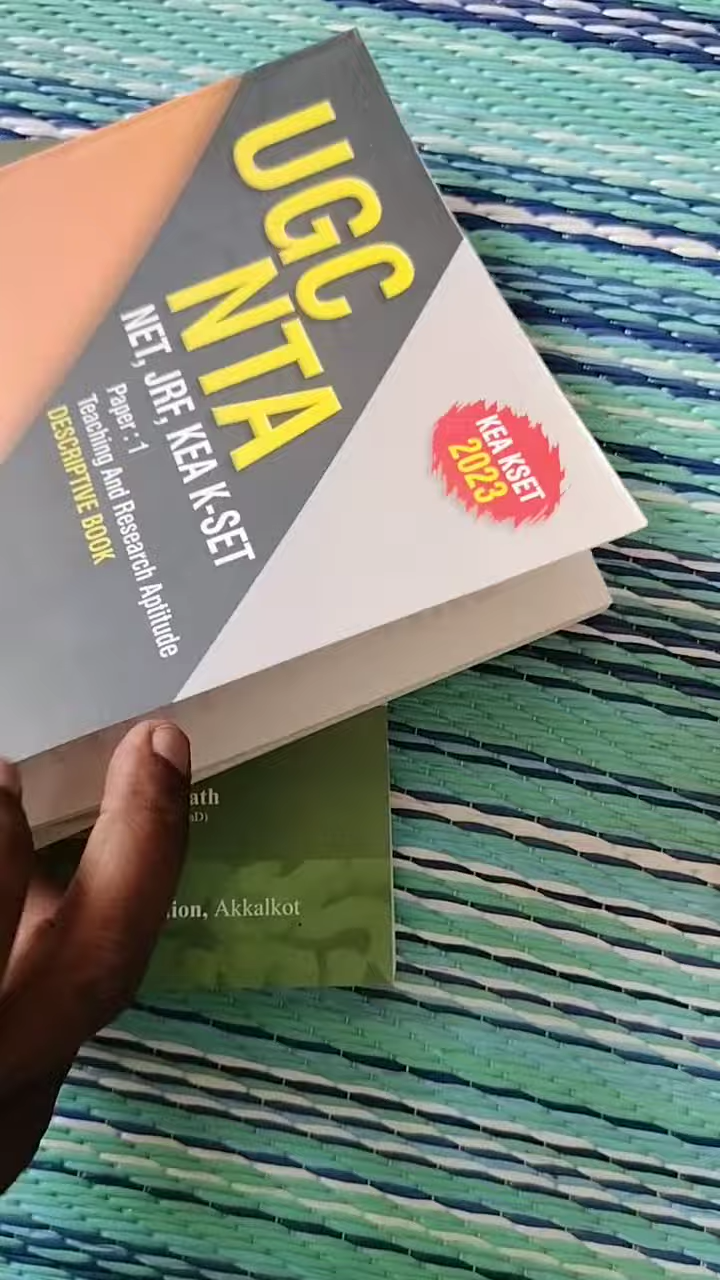 UGC
NTA
NET, JRF, KEA K-SET
Paper : 1
Teaching And Research Aptitude
DESCRIPTIVE BOOK
KEA KSET
2023
ath
D)
ion, Akkalkot